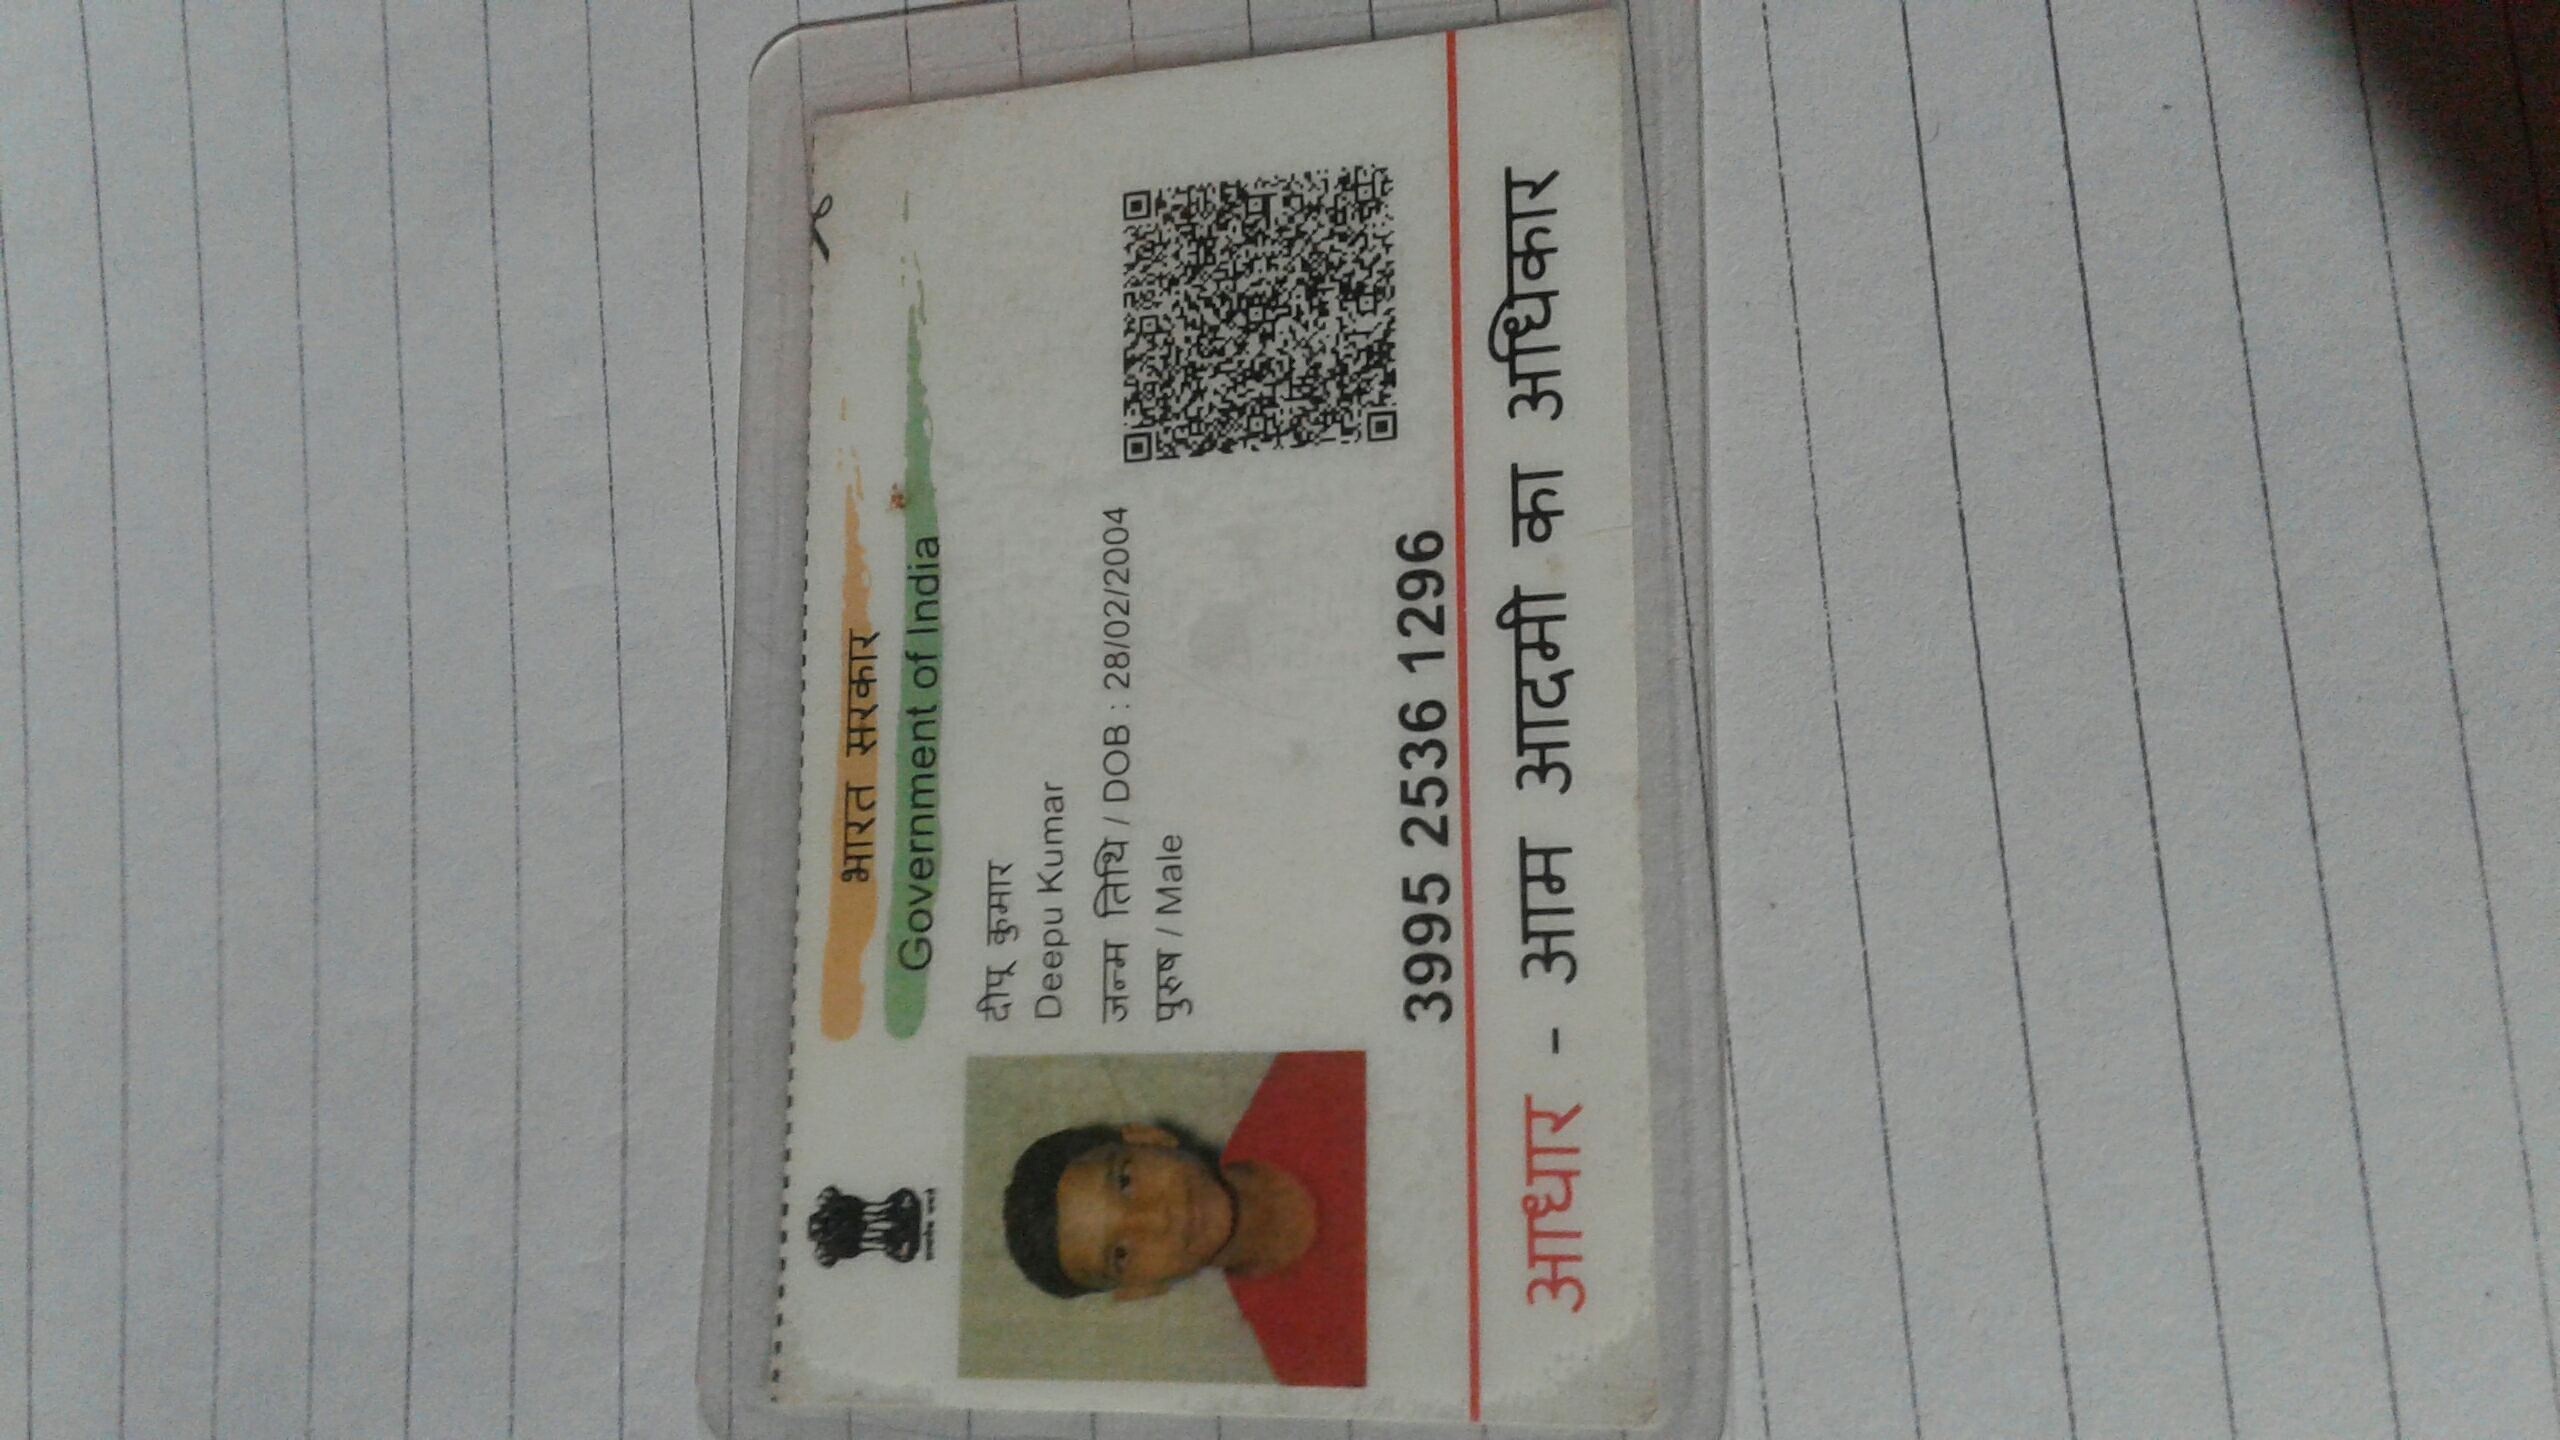 भारत सरकार
Government of India
दीपू कुमार
Deepu Kumar
जन्म तिथि / DOB : 28/02/2004
पुरुष / Male
3995 2536 1296
आधार - आम आदमी का अधिकार